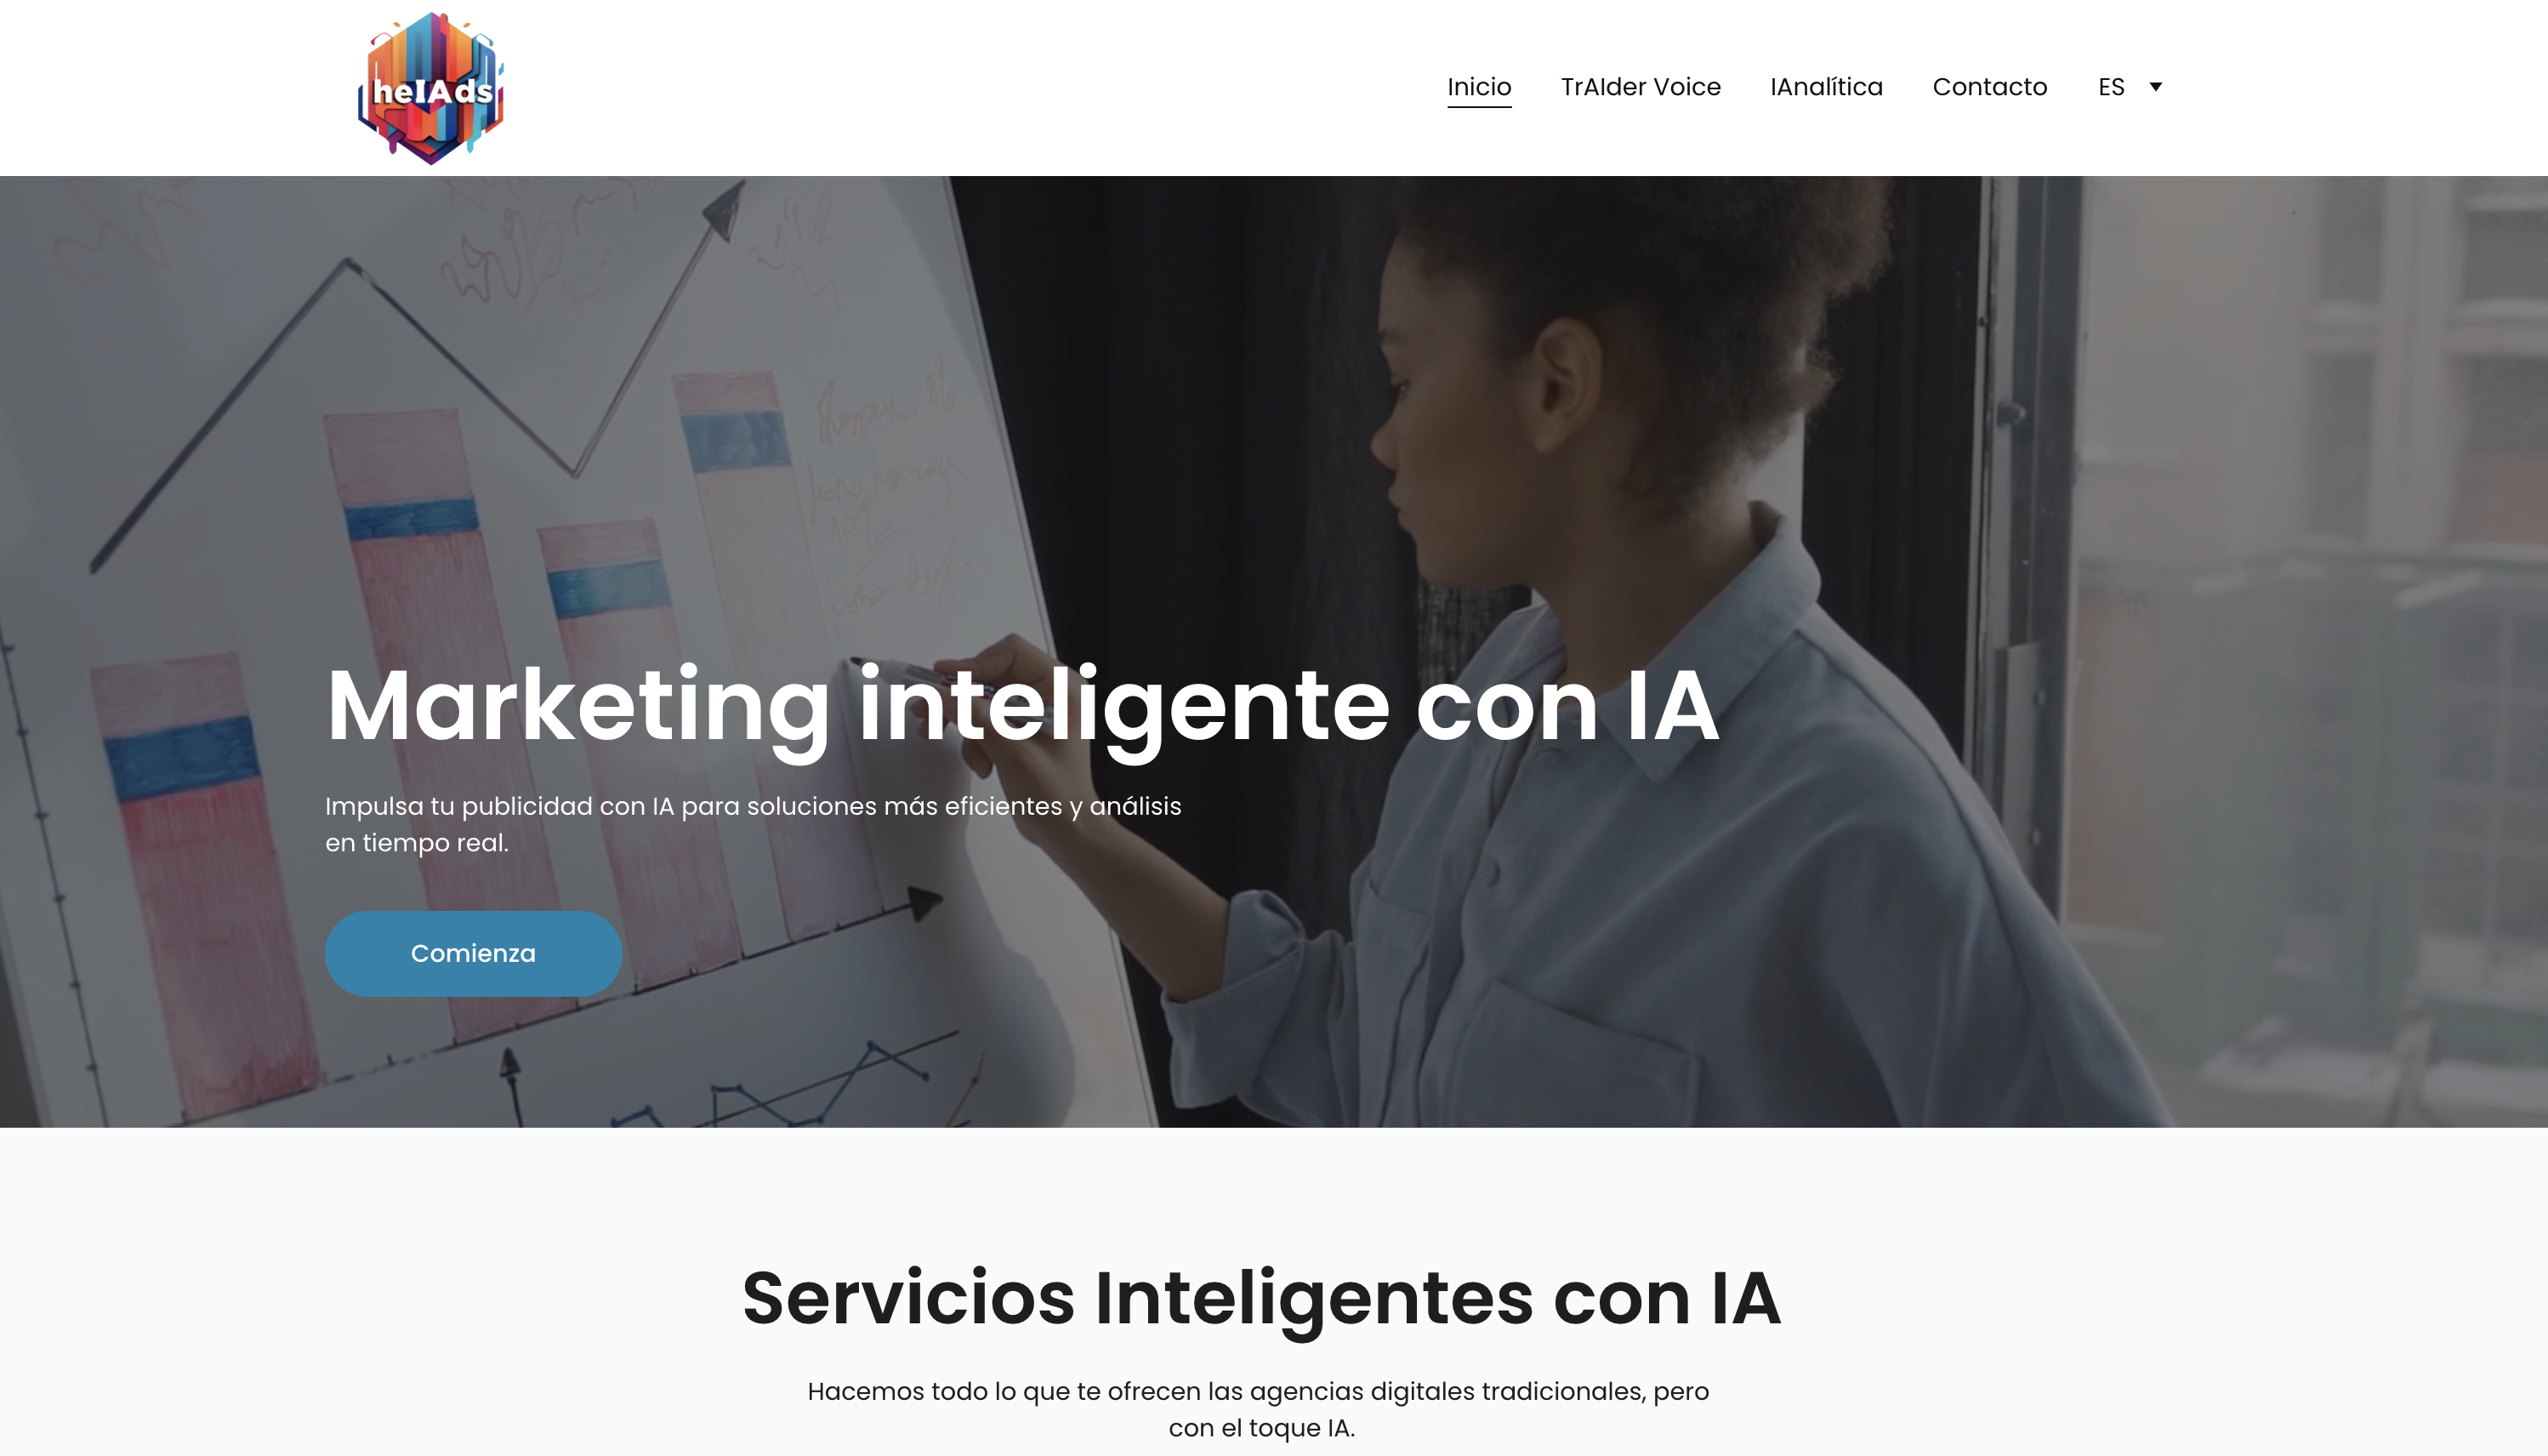 heIAds
Inicio
TrAIder Voice
IAnalítica
Contacto
ES
Marketing inteligente con IA
Impulsa tu publicidad con IA para soluciones más eficientes y análisis
en tiempo real.
Comienza
Servicios Inteligentes con IA
Hacemos todo lo que te ofrecen las agencias digitales tradicionales, pero
con el toque IA.